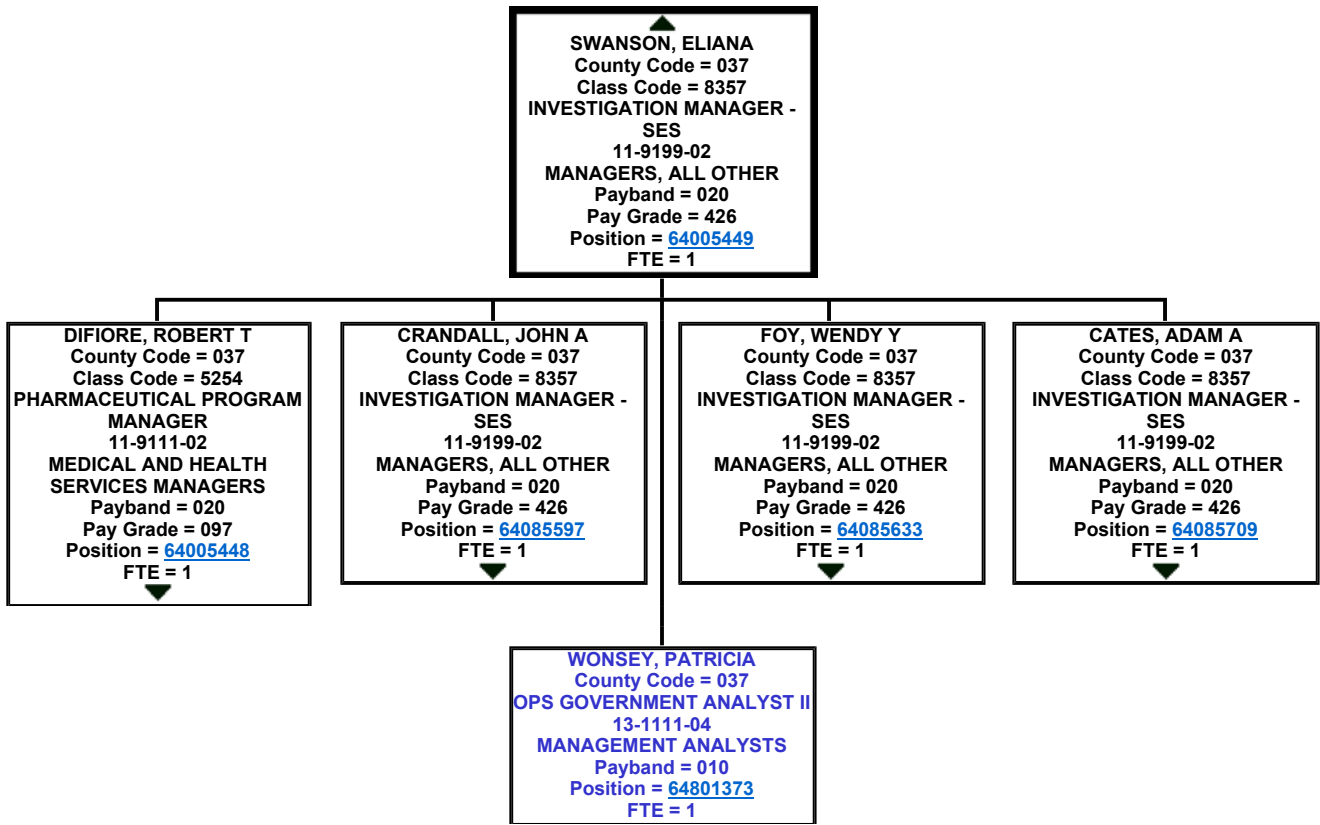 SWANSON, ELIANA
County Code = 037
Class Code = 8357
INVESTIGATION MANAGER -
SES
11-9199-02
MANAGERS, ALL OTHER
Payband = 020
Pay Grade = 426
Position = 64005449
FTE = 1
DIFIORE, ROBERT T
County Code = 037
Class Code = 5254
PHARMACEUTICAL PROGRAM
MANAGER
11-9111-02
MEDICAL AND HEALTH
SERVICES MANAGERS
Payband = 020
Pay Grade = 097
Position = 64005448
FTE = 1
CRANDALL, JOHN A
County Code = 037
Class Code = 8357
INVESTIGATION MANAGER -
SES
11-9199-02
MANAGERS, ALL OTHER
Payband = 020
Pay Grade = 426
Position = 64085597
FTE = 1
FOY, WENDY Y
County Code = 037
Class Code = 8357
INVESTIGATION MANAGER -
SES
11-9199-02
MANAGERS, ALL OTHER
Payband = 020
Pay Grade = 426
Position = 64085633
FTE = 1
CATES, ADAM A
County Code = 037
Class Code = 8357
INVESTIGATION MANAGER -
SES
11-9199-02
MANAGERS, ALL OTHER
Payband = 020
Pay Grade = 426
Position = 64085709
FTE = 1
WONSEY, PATRICIA
County Code = 037
OPS GOVERNMENT ANALYST II
13-1111-04
MANAGEMENT ANALYSTS
Payband = 010
Position = 64801373
FTE = 1